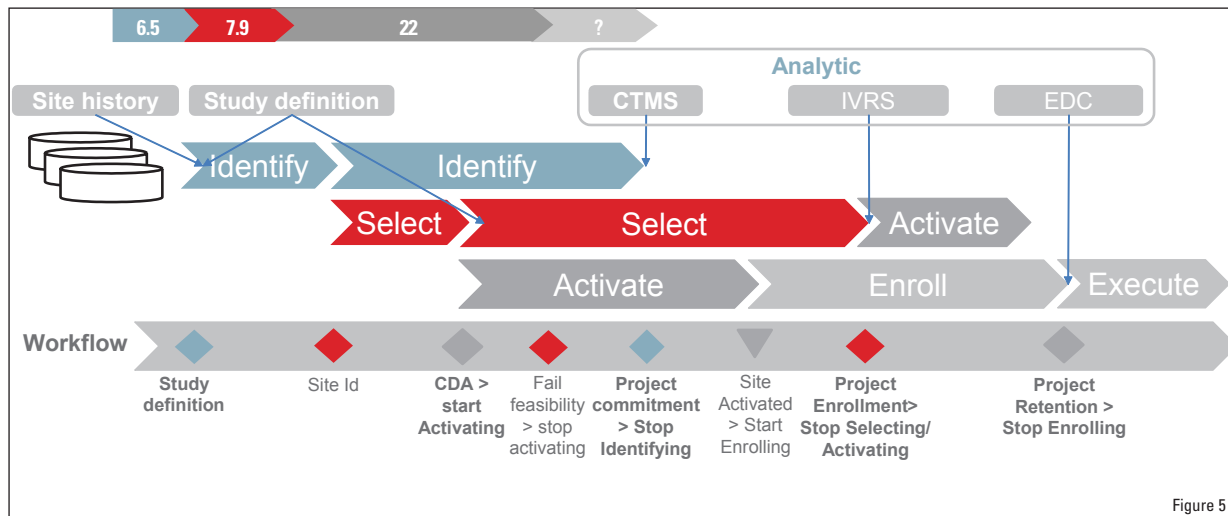 6.5 7.9 22 ?
Analytic
Site history Study definition CTMS IVRS EDC
Identify Identify
Select Select Activate
Activate Enroll Execute
Workflow
Study
definition
Site Id
CDA >
start
Activating
Fail
feasibility
> stop
activating
Project
commitment
> Stop
Identifying
Site
Activated
> Start
Enrolling
Project
Enrollment>
Stop Selecting/
Activating
Project
Retention >
Stop Enrolling
Figure 5